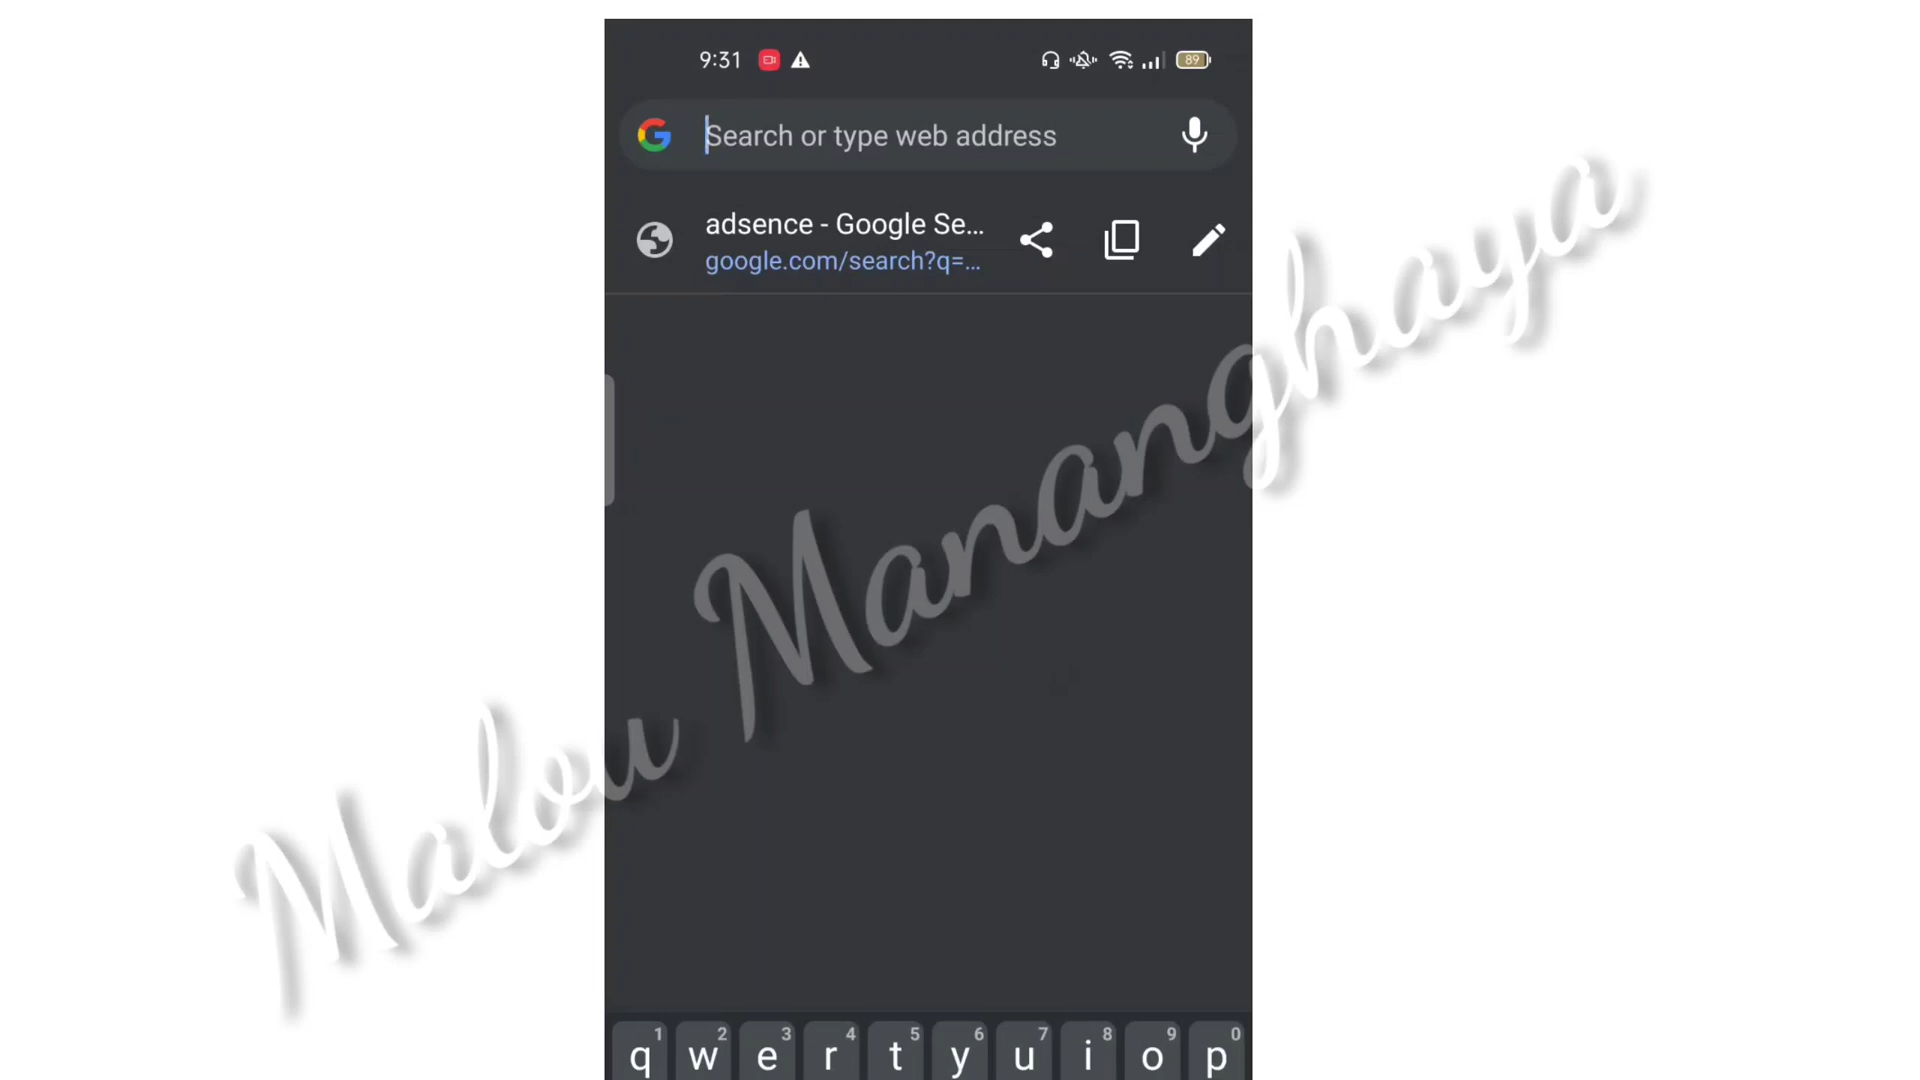 9:31 89
Search or type web address
adsence - Google Se...
google.com/search?q=...
Malou Mananghaya
1 2 3 4 5 6 7 8 9 0
q w e r t y u i o p